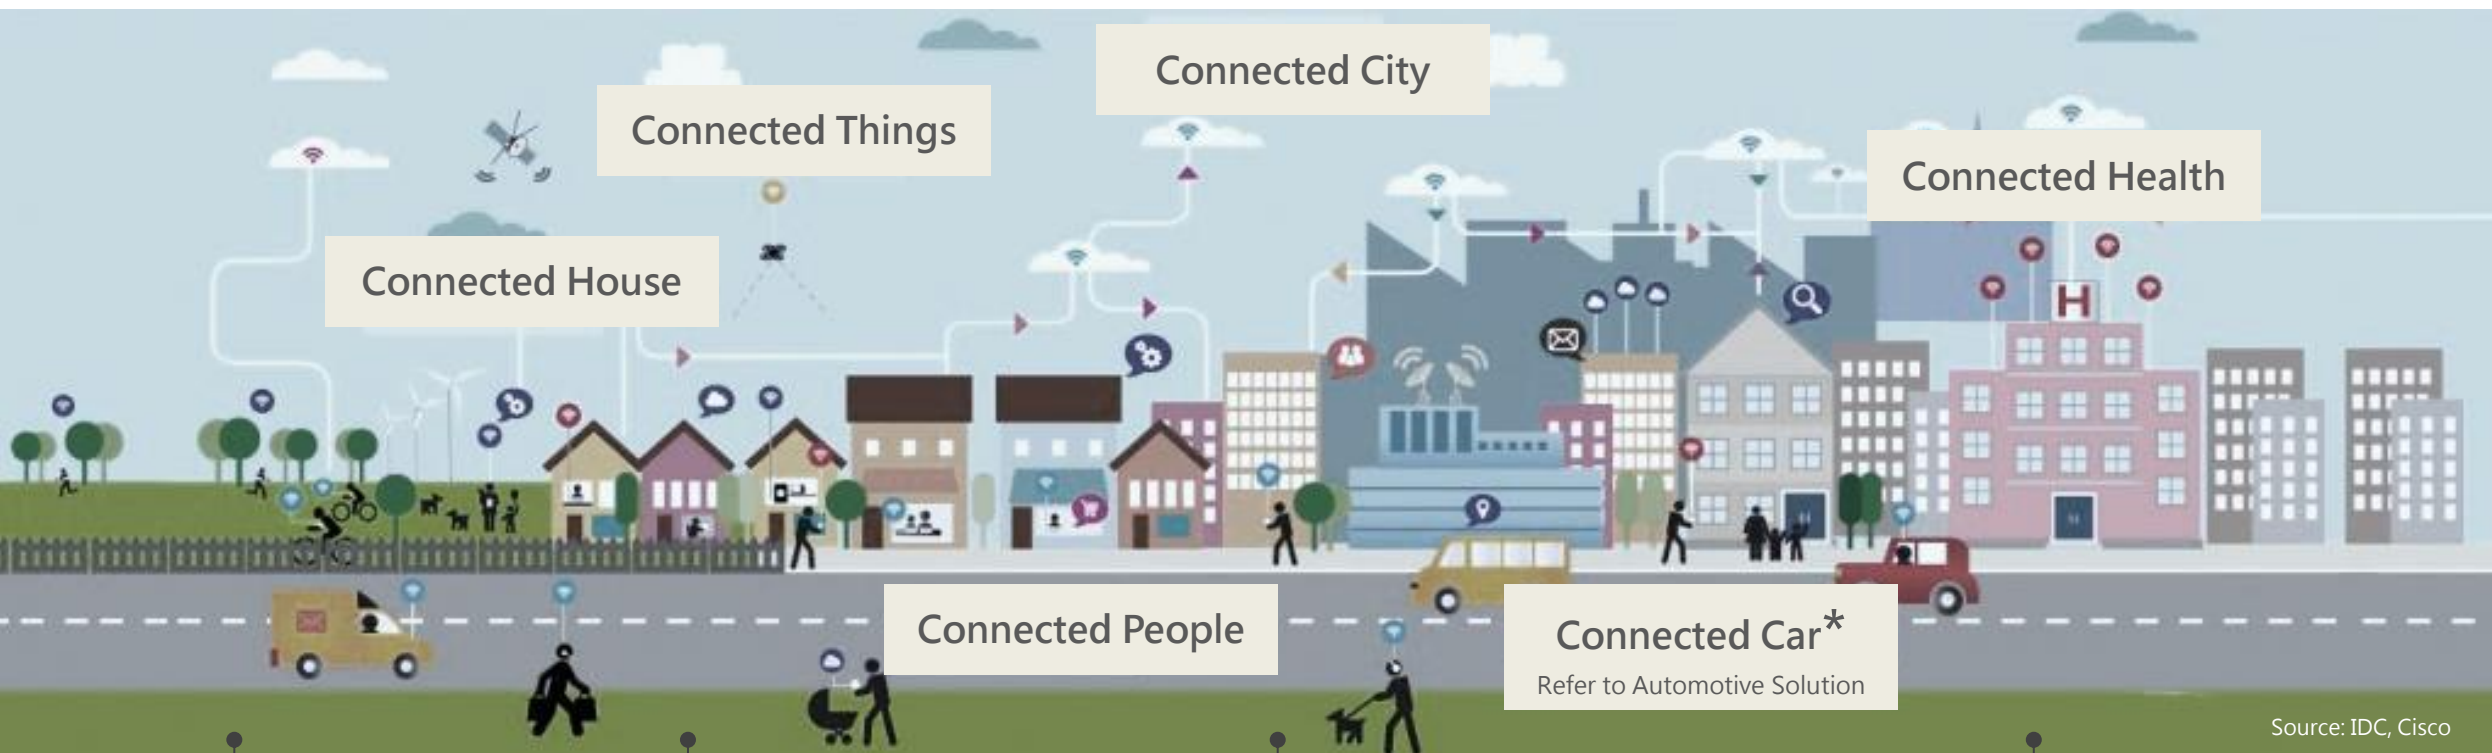 Connected City
Connected Things
Connected Health
Connected House
H
Connected People
Connected Car*
Refer to Automotive Solution
Source: IDC, Cisco